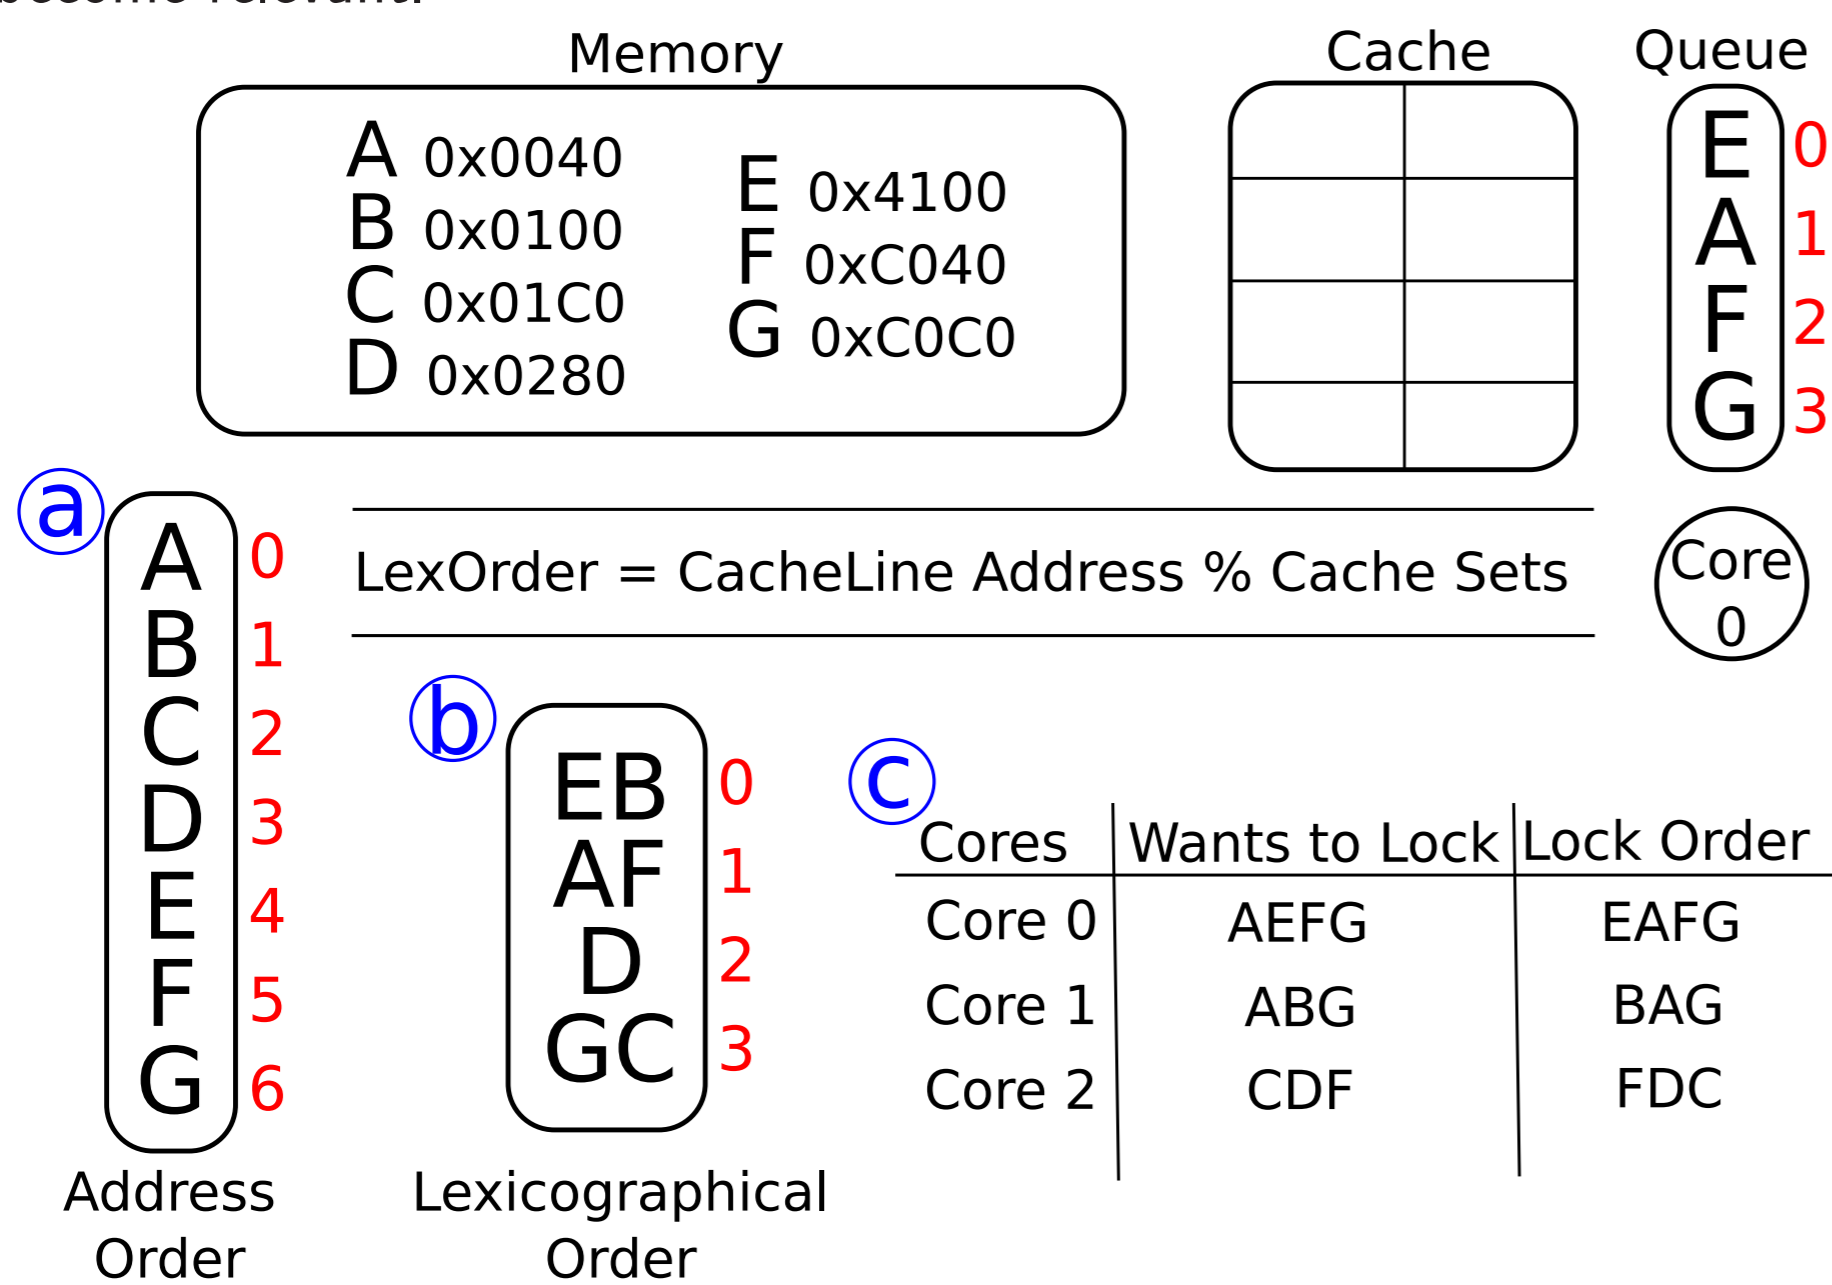 become relevant.
Memory
Cache
Queue
A 0x0040
B 0x0100
C 0x01C0
D 0x0280
E 0x4100
F 0xC040
G 0xC0C0
E 0
A 1
F 2
G 3
Core
0
LexOrder = CacheLine Address % Cache Sets
a
A 0
B 1
C 2
D 3
E 4
F 5
G 6
Address
Order
b
EB 0
AF 1
D 2
GC 3
Lexicographical
Order
c
Cores Wants to Lock Lock Order
Core 0 AEFG EAFG
Core 1 ABG BAG
Core 2 CDF FDC